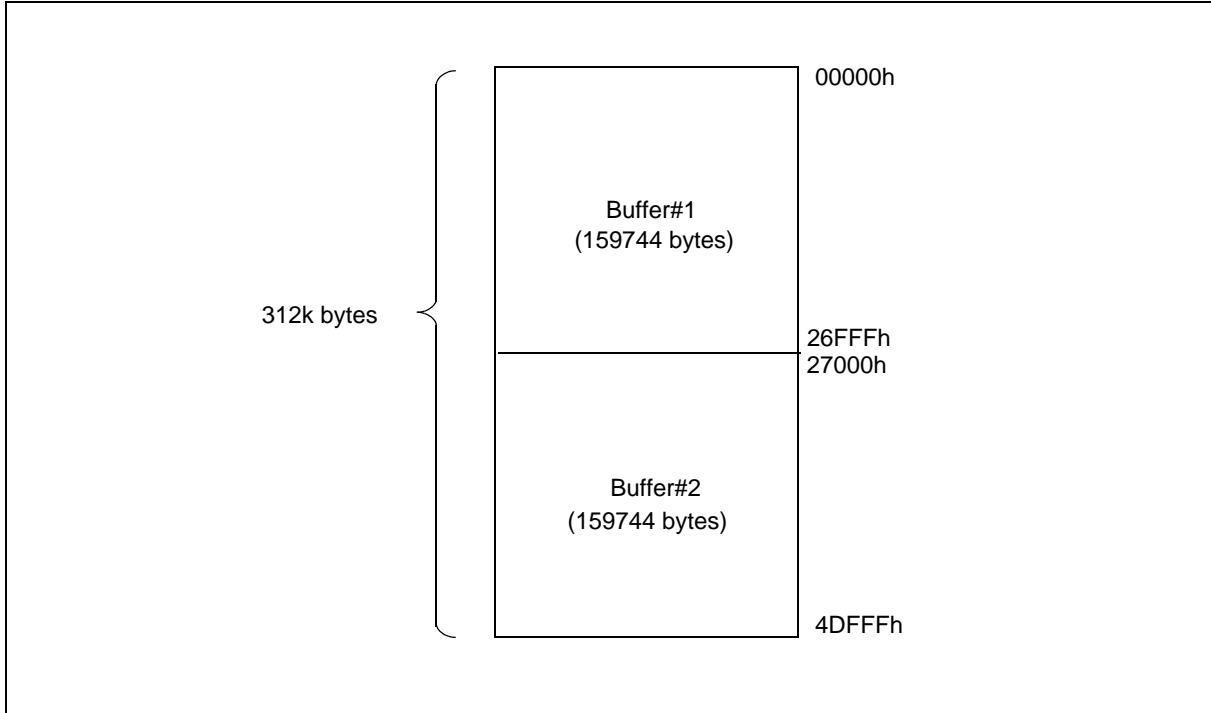 00000h
Buffer#1
(159744 bytes)
312k bytes
26FFFh
27000h
Buffer#2
(159744 bytes)
4DFFFh